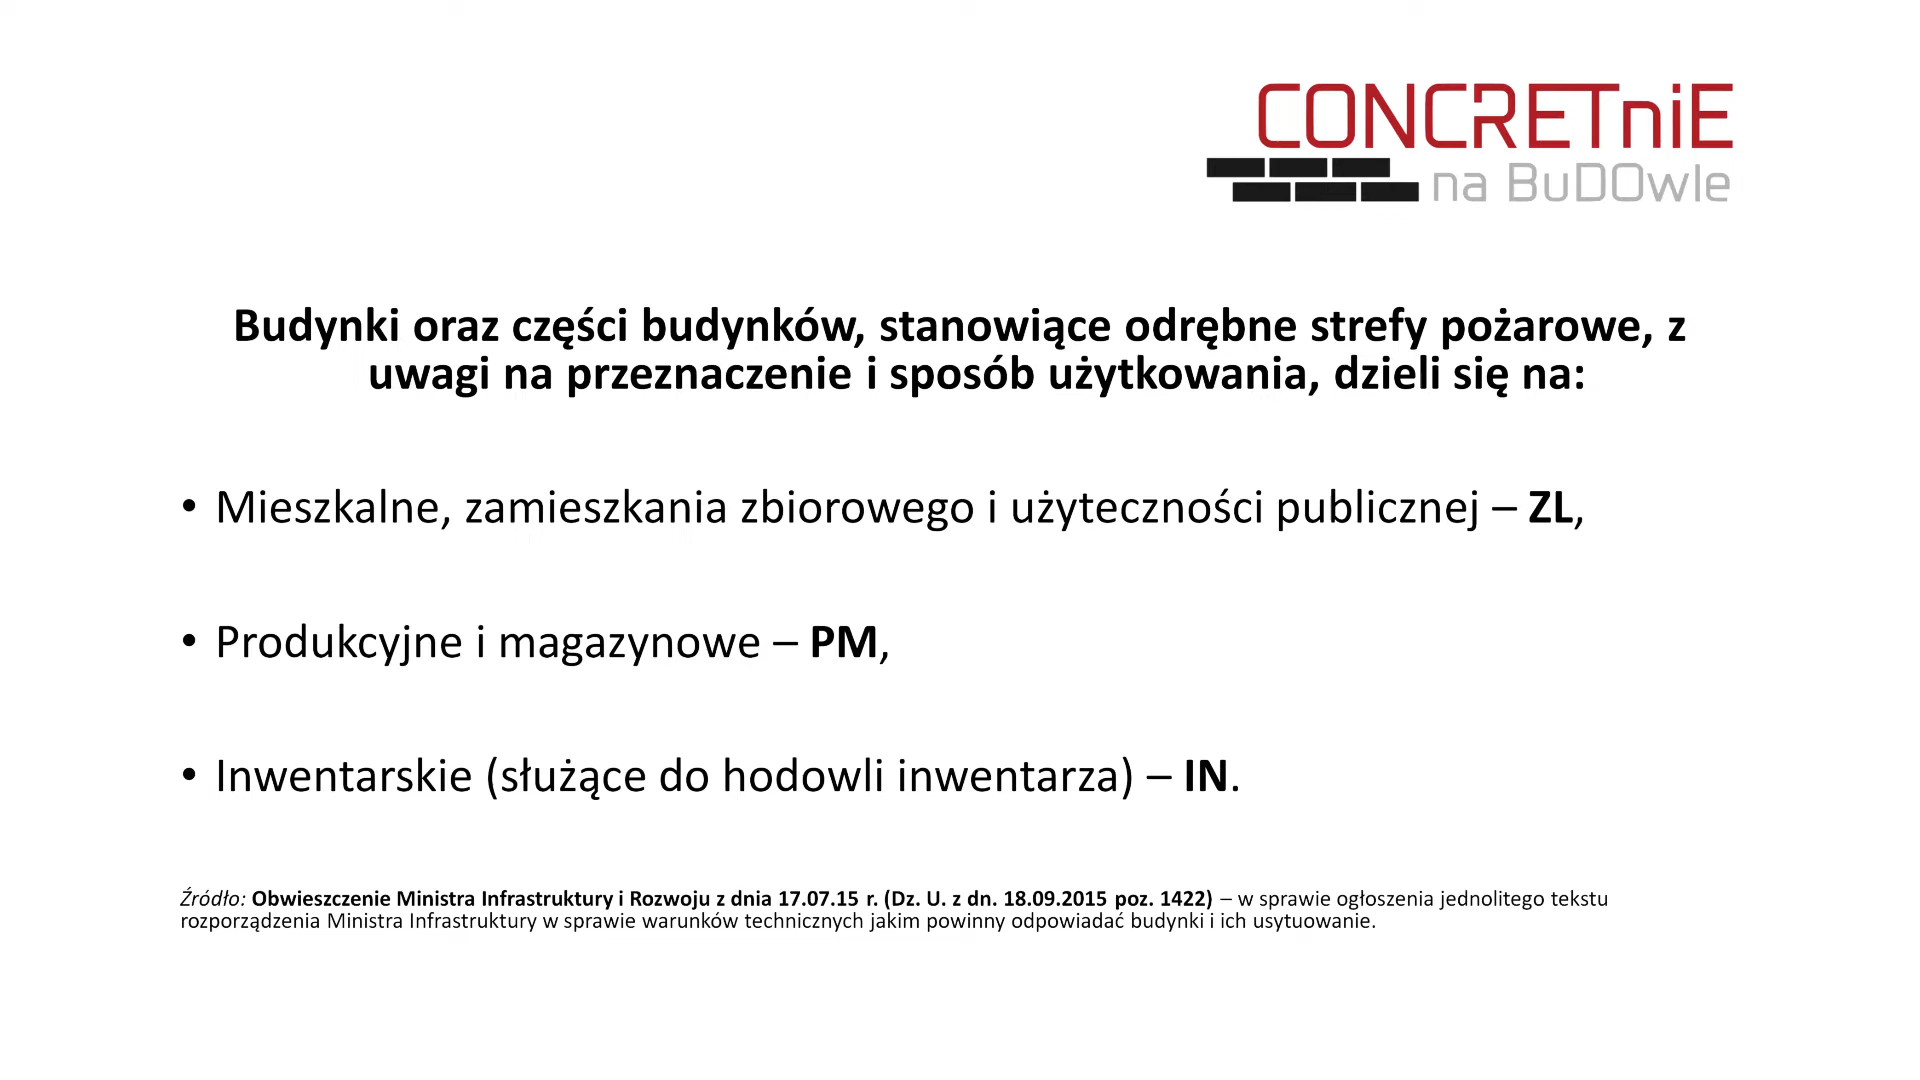 CONCRETniE
na BuDOwle
Budynki oraz części budynków, stanowiące odrębne strefy pożarowe, z
uwagi na przeznaczenie i sposób użytkowania, dzieli się na:
• Mieszkalne, zamieszkania zbiorowego i użyteczności publicznej – ZL,
• Produkcyjne i magazynowe – PM,
• Inwentarskie (służące do hodowli inwentarza) – IN.
Źródło: Obwieszczenie Ministra Infrastruktury i Rozwoju z dnia 17.07.15 r. (Dz. U. z dn. 18.09.2015 poz. 1422) – w sprawie ogłoszenia jednolitego tekstu
rozporządzenia Ministra Infrastruktury w sprawie warunków technicznych jakim powinny odpowiadać budynki i ich usytuowanie.